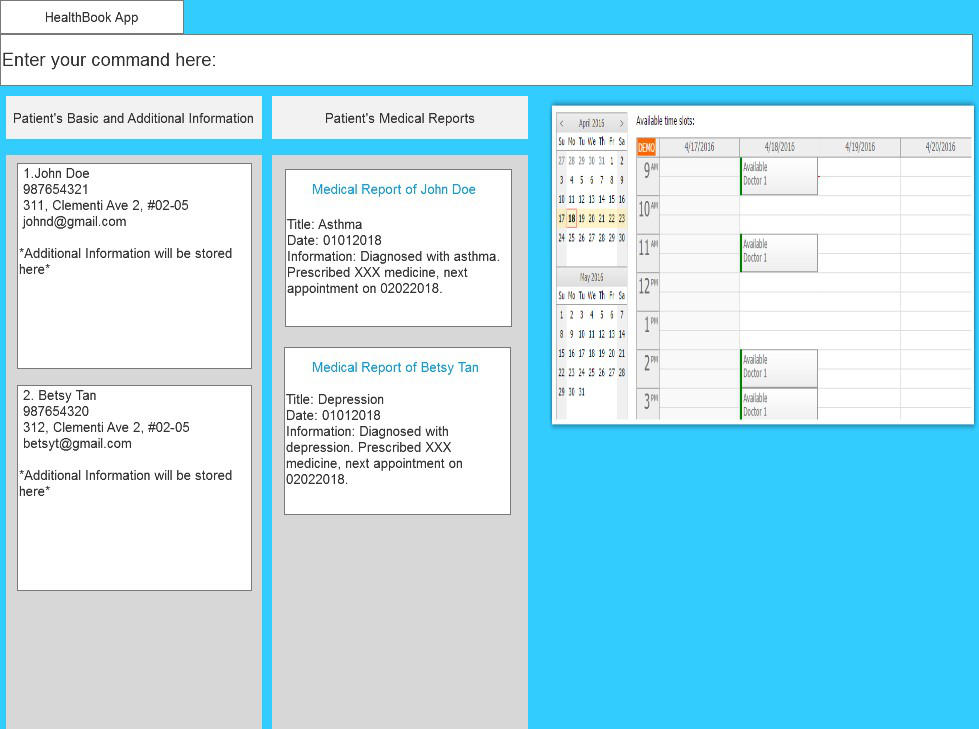 HealthBook App
Enter your command here:
Patient's Basic and Additional Information
1.John Doe
987654321
311, Clementi Ave 2, #02-05
johnd@gmail.com
*Additional Information will be stored
here*
2. Betsy Tan
987654320
312, Clementi Ave 2, #02-05
betsyt@gmail.com
*Additional Information will be stored
here*
Patient's Medical Reports
Medical Report of John Doe
Title: Asthma
Date: 01012018
Information: Diagnosed with asthma.
Prescribed XXX medicine, next
appointment on 02022018.
Medical Report of Betsy Tan
Title: Depression
Date: 01012018
Information: Diagnosed with
depression. Prescribed XXX
medicine, next appointment on
02022018.
< April 2016 >
Su Mo Tu We Th Fr Sa
27 28 29 30 31 1 2
3 4 5 6 7 8 9
10 11 12 13 14 15 16
17 18 19 20 21 22 23
24 25 26 27 28 29 30
May 2016
Su Mo Tu We Th Fr Sa
1 2 3 4 5 6 7
8 9 10 11 12 13 14
15 16 17 18 19 20 21
22 23 24 25 26 27 28
29 30 31
Available time slots:
DEMO 4/17/2016 4/18/2016 4/19/2016 4/20/2016
9 AM
Available
Doctor 1
10 AM
11 AM
Available
Doctor 1
12 PM
1 PM
2 PM
Available
Doctor 1
3 PM
Available
Doctor 1